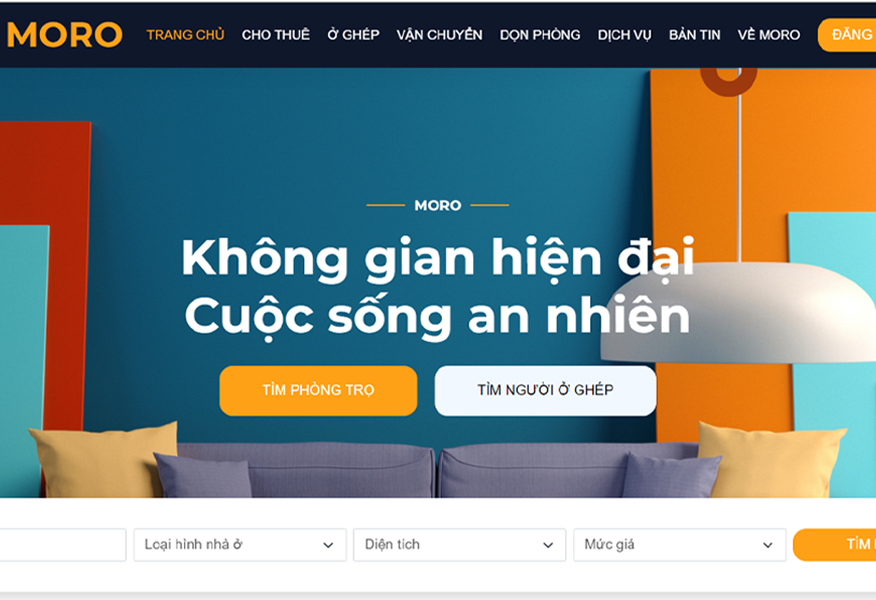 MORO TRANG CHỦ CHO THUÊ Ở GHÉP VẬN CHUYỂN DỌN PHÒNG DỊCH VỤ BẢN TIN VỀ MORO ĐĂNG
MORO
Không gian hiện đại
Cuộc sống an nhiên
TÌM PHÒNG TRỌ TÌM NGƯỜI Ở GHÉP
Loại hình nhà ở Diện tích Mức giá TÌM